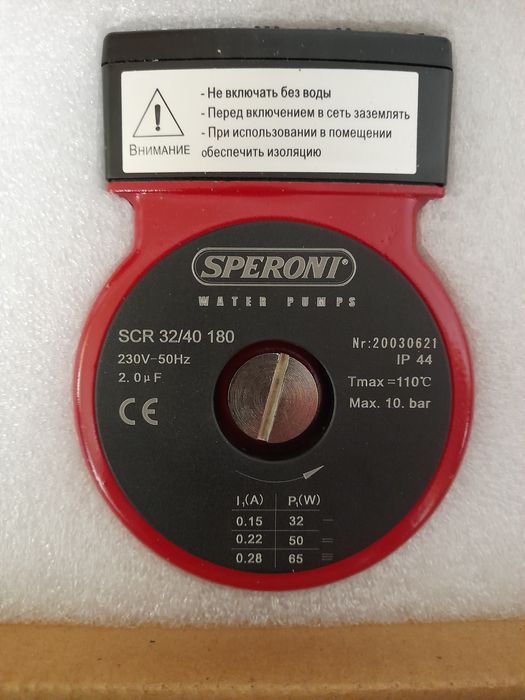 - Не включать без воды
- Перед включением в сеть заземлять
- При использовании в помещении
обеспечить изоляцию
ВНИМАНИЕ
SPERONI®
WATER PUMPS
SCR 32/40 180
230V-50Hz
2.0μF
CE
Nr:20030621
IP 44
Tmax =110℃
Max. 10. bar
I₁(A) P₁(W)
0.15 32
0.22 50
0.28 65